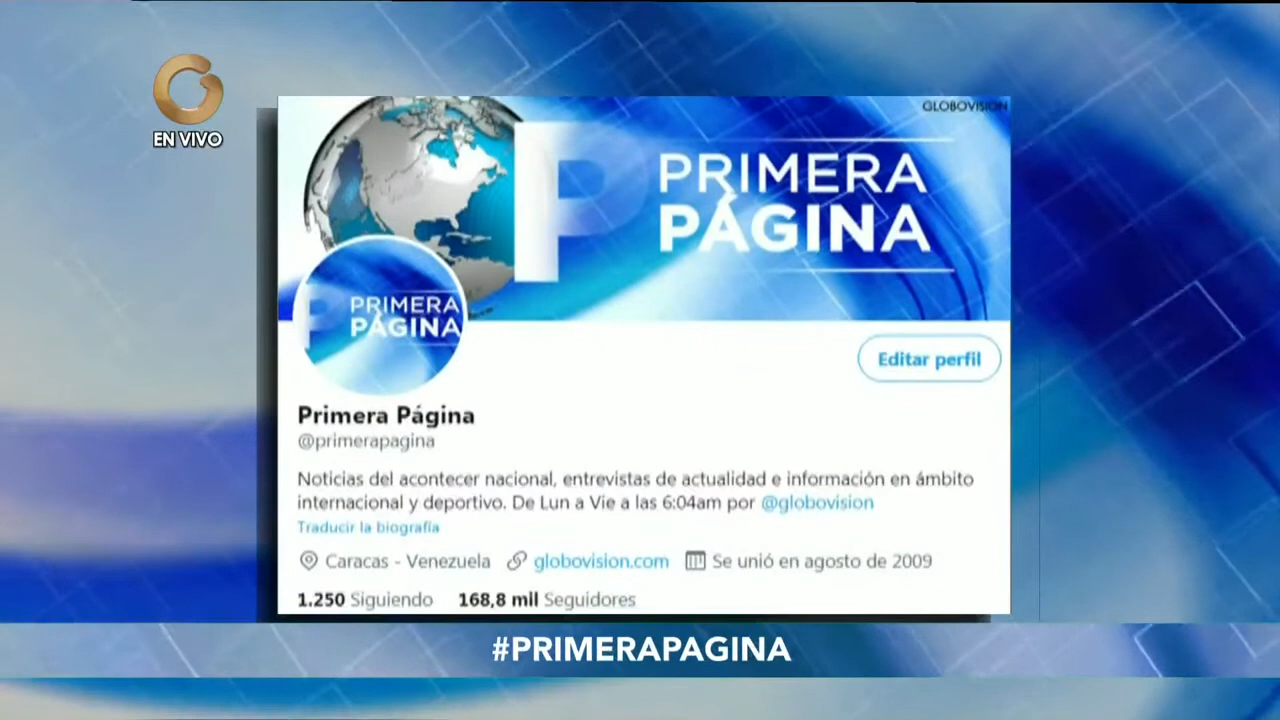 EN VIVO
GLOBOVISION
P
PRIMERA
PÁGINA
P
PRIMERA
PÁGINA
Editar perfil
Primera Página
@primerapagina
Noticias del acontecer nacional, entrevistas de actualidad e información en ámbito
internacional y deportivo. De Lun a Vie a las 6:04am por @globovision
Traducir la biografía
Caracas - Venezuela globovision.com Se unió en agosto de 2009
1.250 Siguiendo 168,8 mil Seguidores
#PRIMERAPAGINA